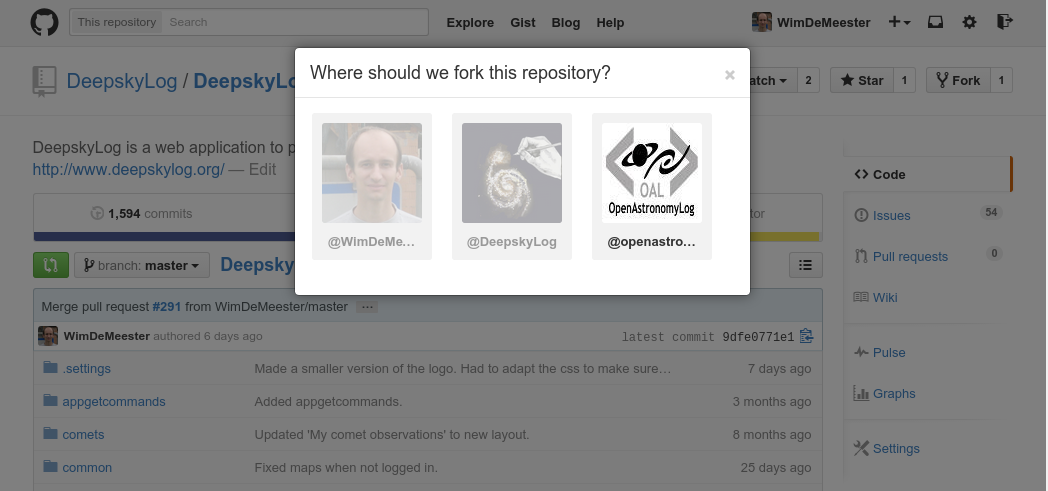 This repository Search
Explore Gist Blog Help
WimDeMeester
Where should we fork this repository?
×
DeepskyLog / DeepskyLo
atch 2
Star 1
Fork 1
DeepskyLog is a web application to p
http://www.deepskylog.org/ — Edit
OAL
OpenAstronomyLog
@WimDeMe...
@DeepskyLog
@openastro...
1,594 commits
tor
branch: master
Deepsky
Merge pull request #291 from WimDeMeester/master ...
WimDeMeester authored 6 days ago
latest commit 9dfe0771e1
.settings Made a smaller version of the logo. Had to adapt the css to make sure... 7 days ago
appgetcommands Added appgetcommands. 3 months ago
comets Updated 'My comet observations' to new layout. 8 months ago
common Fixed maps when not logged in. 25 days ago
Code
Issues 54
Pull requests 0
Wiki
Pulse
Graphs
Settings